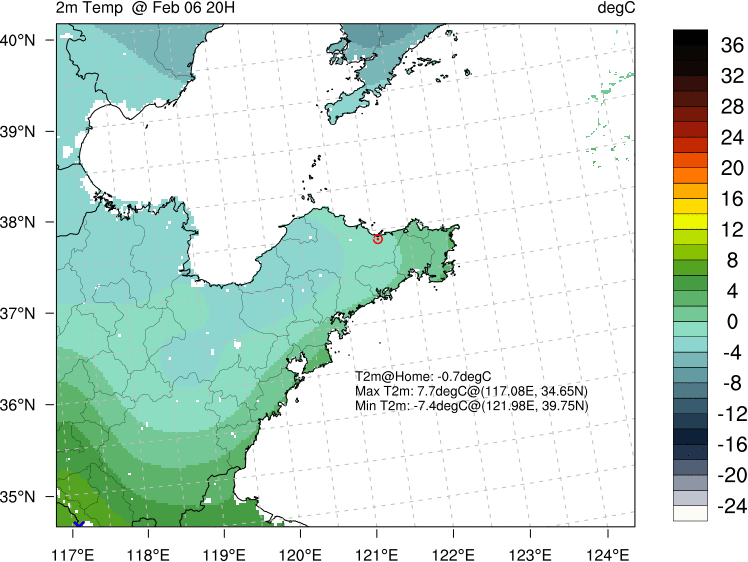 2m Temp @ Feb 06 20H
degC
40°N
39°N
38°N
37°N
36°N
35°N
T2m@Home: -0.7degC
Max T2m: 7.7degC@(117.08E, 34.65N)
Min T2m: -7.4degC@(121.98E, 39.75N)
117°E 118°E 119°E 120°E 121°E 122°E 123°E 124°E
36
32
28
24
20
16
12
8
4
0
-4
-8
-12
-16
-20
-24